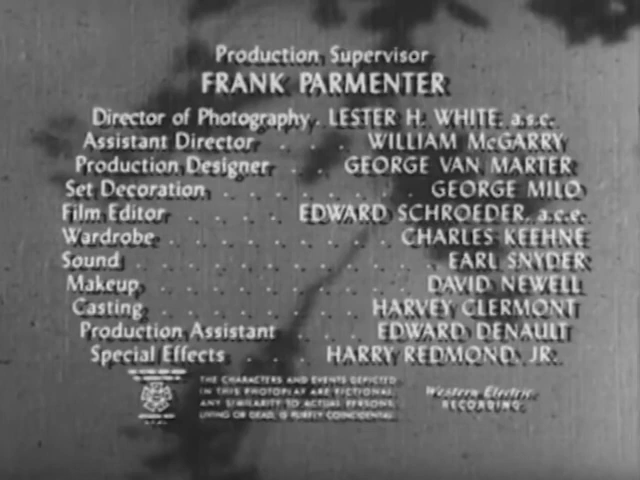 Production Supervisor
FRANK PARMENTER
Director of Photography . LESTER H. WHITE, a.s.c.
Assistant Director . . . WILLIAM McGARRY
Production Designer . . GEORGE VAN MARTER
Set Decoration . . . . . . . . GEORGE MILO
Film Editor . . . . EDWARD SCHROEDER, a.c.e.
Wardrobe . . . . . . . . . CHARLES KEEHNE
Sound . . . . . . . . . . . . EARL SNYDER
Makeup . . . . . . . . . . . DAVID NEWELL
Casting . . . . . . . . . HARVEY CLERMONT
Production Assistant . . . . EDWARD DENAULT
Special Effects . . . HARRY REDMOND, JR.
THE CHARACTERS AND EVENTS DEPICTED
IN THIS PHOTOPLAY ARE FICTIONAL.
ANY SIMILARITY TO ACTUAL PERSONS,
LIVING OR DEAD, IS PURELY COINCIDENTAL.
Western Electric
RECORDING